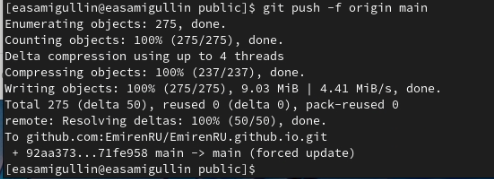 [easamigullin@easamigullin public]$ git push -f origin main
Enumerating objects: 275, done.
Counting objects: 100% (275/275), done.
Delta compression using up to 4 threads
Compressing objects: 100% (237/237), done.
Writing objects: 100% (275/275), 9.03 MiB | 4.41 MiB/s, done.
Total 275 (delta 50), reused 0 (delta 0), pack-reused 0
remote: Resolving deltas: 100% (50/50), done.
To github.com:EmirenRU/EmirenRU.github.io.git
 + 92aa373...71fe958 main -> main (forced update)
[easamigullin@easamigullin public]$